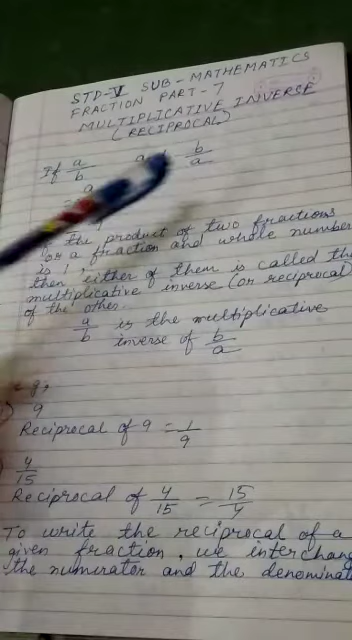 STD-V SUB-MATHEMATICS
FRACTION PART-7
MULTIPLICATIVE INVERSE
(RECIPROCAL)
If a/b b/a
= a
the product of two fractions
or a fraction and whole number
is 1,
then either of them is called the
multiplicative inverse (or reciprocal)
of the other.
a/b is the multiplicative
inverse of b/a
9
Reciprocal of 9 = 1/9
4/15
Reciprocal of 4/15 = 15/4
To write the reciprocal of a
given fraction, we interchan
the numirator and the denominat